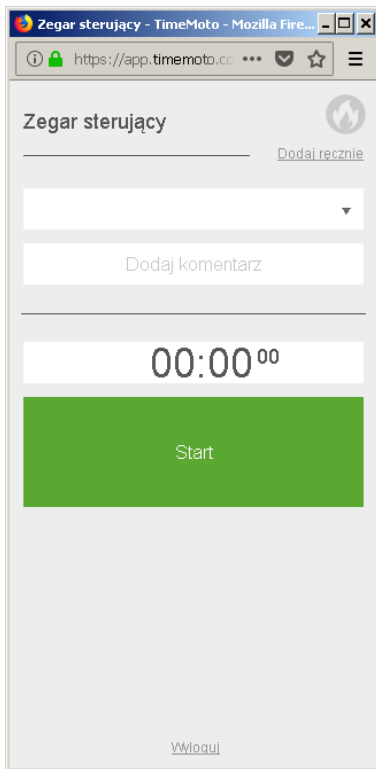 Zegar sterujący - TimeMoto - Mozilla Fire...
https://app.timemoto.co
Zegar sterujący
Dodaj ręcznie
Dodaj komentarz
00:00 00
Start
Wyloguj